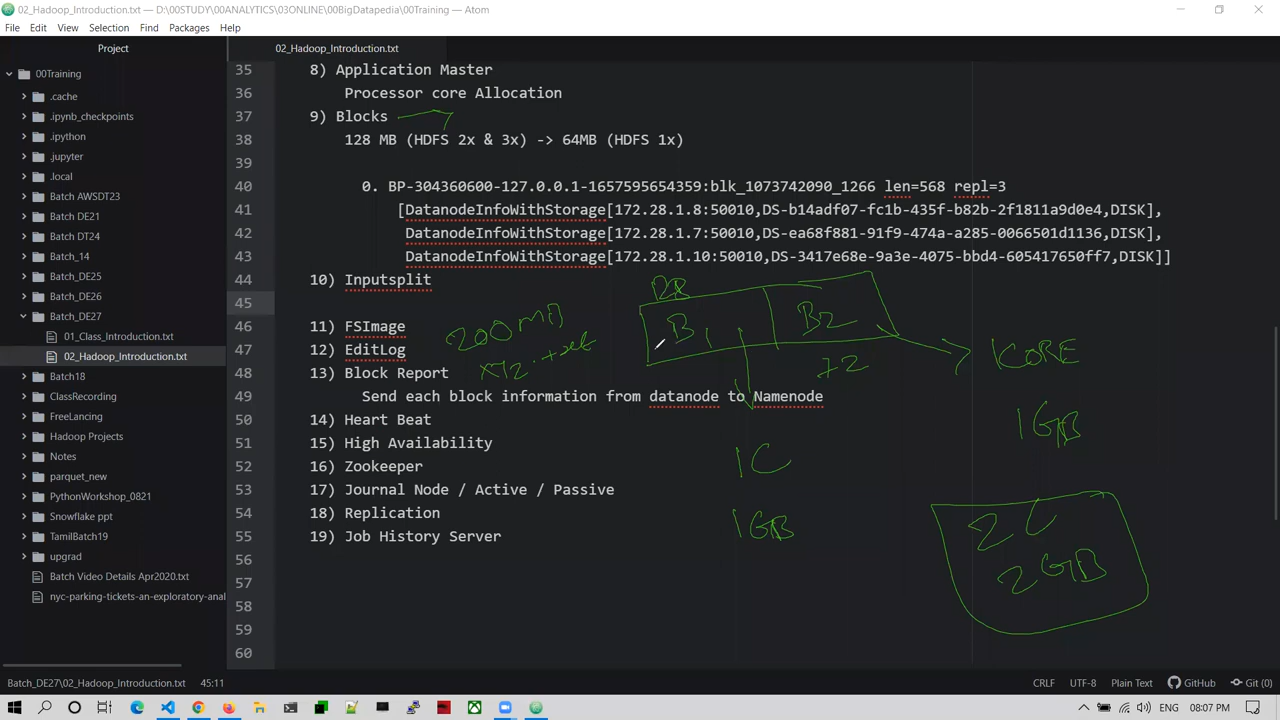 02_Hadoop_Introduction.txt — D:\00STUDY\00ANALYTICS\03ONLINE\00BigDatapedia\00Training — Atom
File Edit View Selection Find Packages Help
Project
00Training
.cache
.ipynb_checkpoints
.ipython
.jupyter
.local
Batch AWSDT23
Batch DE21
Batch DT24
Batch_14
Batch_DE25
Batch_DE26
Batch_DE27
01_Class_Introduction.txt
02_Hadoop_Introduction.txt
Batch18
ClassRecording
FreeLancing
Hadoop Projects
Notes
parquet_new
PythonWorkshop_0821
Snowflake ppt
TamilBatch19
upgrad
Batch Video Details Apr2020.txt
nyc-parking-tickets-an-exploratory-anal
02_Hadoop_Introduction.txt
35 8) Application Master
36 Processor core Allocation
37 9) Blocks
38 128 MB (HDFS 2x & 3x) -> 64MB (HDFS 1x)
39
40 0. BP-304360600-127.0.0.1-1657595654359:blk_1073742090_1266 len=568 repl=3
41 [DatanodeInfoWithStorage[172.28.1.8:50010,DS-b14adf07-fc1b-435f-b82b-2f1811a9d0e4,DISK],
42 DatanodeInfoWithStorage[172.28.1.7:50010,DS-ea68f881-91f9-474a-a285-0066501d1136,DISK],
43 DatanodeInfoWithStorage[172.28.1.10:50010,DS-3417e68e-9a3e-4075-bbd4-605417650ff7,DISK]]
44 10) Inputsplit
45
46 11) FSImage
47 12) EditLog
48 13) Block Report
49 Send each block information from datanode to Namenode
50 14) Heart Beat
51 15) High Availability
52 16) Zookeeper
53 17) Journal Node / Active / Passive
54 18) Replication
55 19) Job History Server
56
57
58
59
60
200MB
XYZ.txt
B1 B2
72
1CORE
1GB
1C
1GB
2C
2GB
Batch_DE27\02_Hadoop_Introduction.txt 45:11 CRLF UTF-8 Plain Text GitHub Git (0)
ENG 08:07 PM